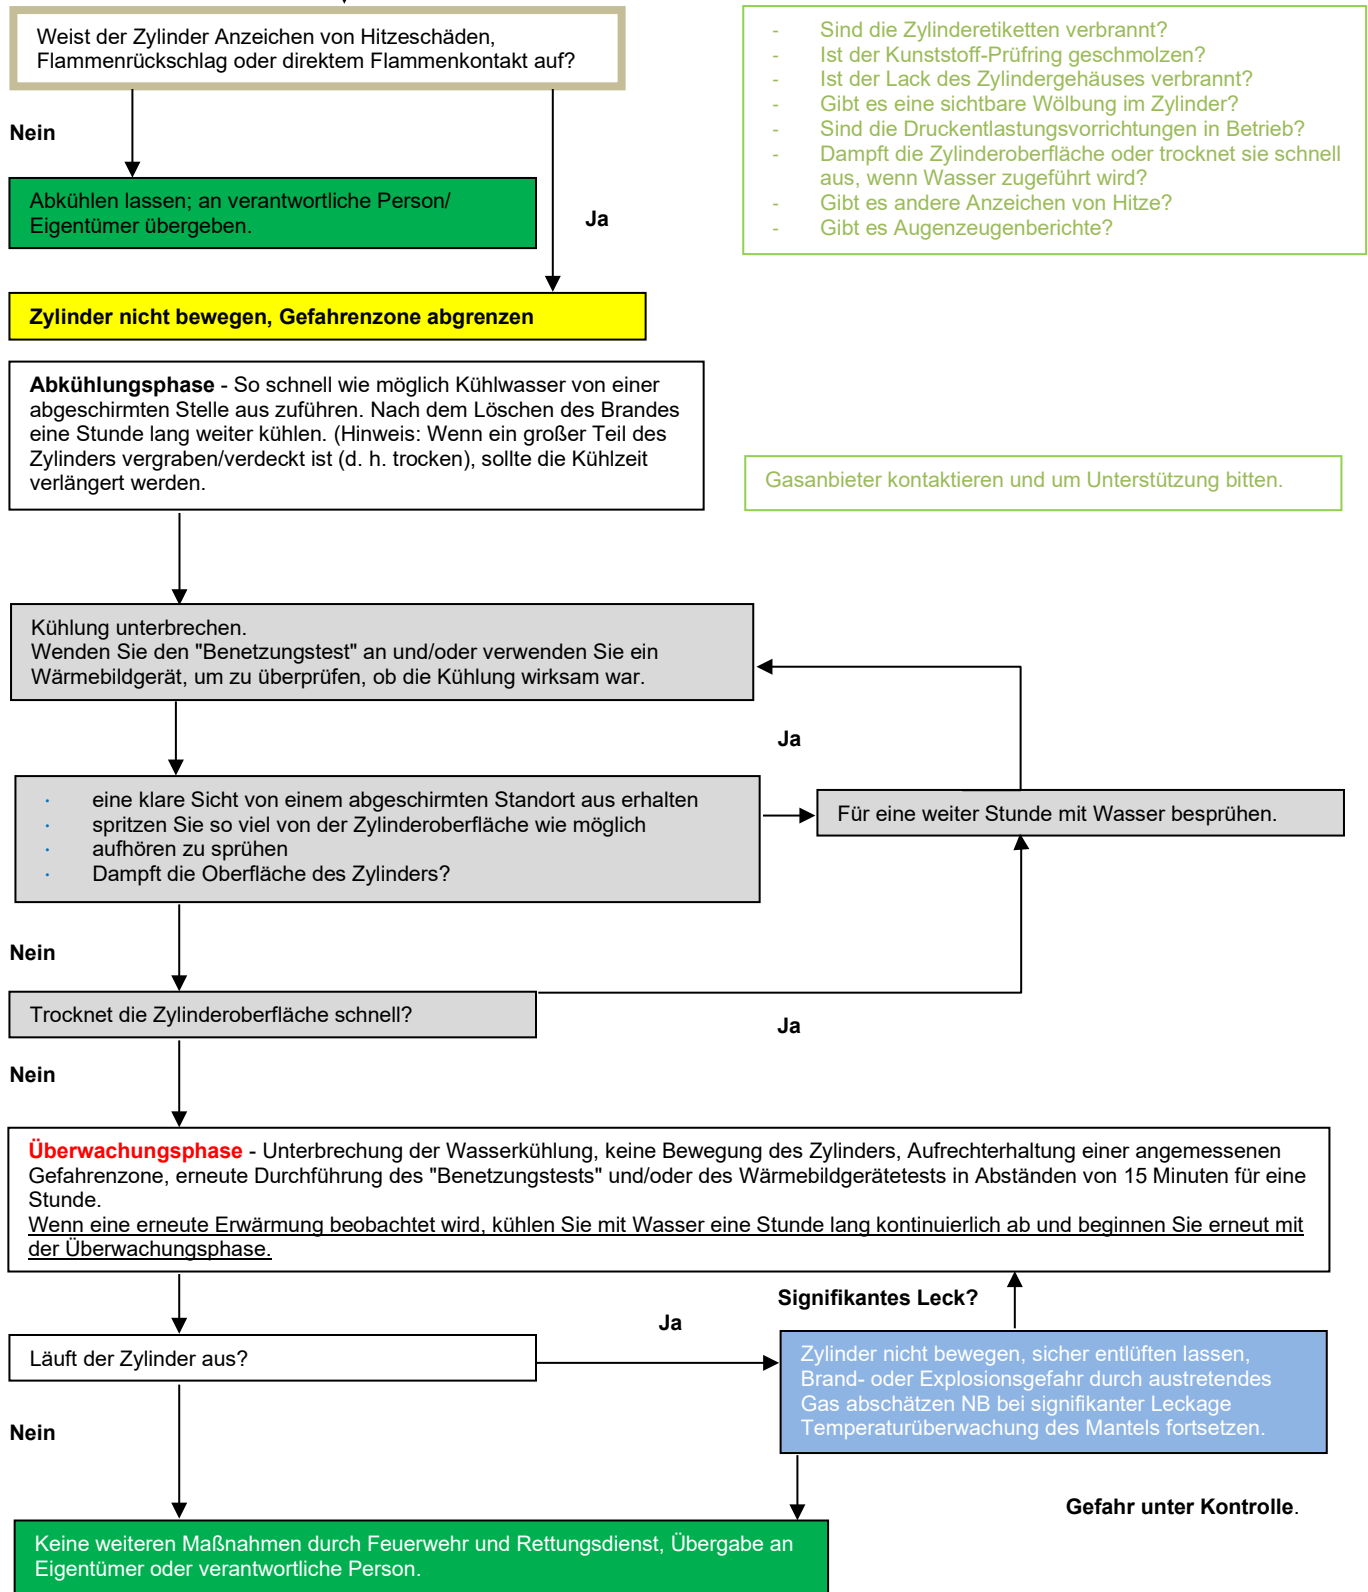 Weist der Zylinder Anzeichen von Hitzeschäden,
Flammenrückschlag oder direktem Flammenkontakt auf?
- Sind die Zylinderetiketten verbrannt?
- Ist der Kunststoff-Prüfring geschmolzen?
- Ist der Lack des Zylindergehäuses verbrannt?
- Gibt es eine sichtbare Wölbung im Zylinder?
- Sind die Druckentlastungsvorrichtungen in Betrieb?
- Dampft die Zylinderoberfläche oder trocknet sie schnell
aus, wenn Wasser zugeführt wird?
- Gibt es andere Anzeichen von Hitze?
- Gibt es Augenzeugenberichte?
Nein
Abkühlen lassen; an verantwortliche Person/
Eigentümer übergeben.
Ja
Zylinder nicht bewegen, Gefahrenzone abgrenzen
Abkühlungsphase - So schnell wie möglich Kühlwasser von einer
abgeschirmten Stelle aus zuführen. Nach dem Löschen des Brandes
eine Stunde lang weiter kühlen. (Hinweis: Wenn ein großer Teil des
Zylinders vergraben/verdeckt ist (d. h. trocken), sollte die Kühlzeit
verlängert werden.
Gasanbieter kontaktieren und um Unterstützung bitten.
Kühlung unterbrechen.
Wenden Sie den "Benetzungstest" an und/oder verwenden Sie ein
Wärmebildgerät, um zu überprüfen, ob die Kühlung wirksam war.
Ja
· eine klare Sicht von einem abgeschirmten Standort aus erhalten
· spritzen Sie so viel von der Zylinderoberfläche wie möglich
· aufhören zu sprühen
· Dampft die Oberfläche des Zylinders?
Für eine weiter Stunde mit Wasser besprühen.
Nein
Trocknet die Zylinderoberfläche schnell?
Ja
Nein
Überwachungsphase - Unterbrechung der Wasserkühlung, keine Bewegung des Zylinders, Aufrechterhaltung einer angemessenen
Gefahrenzone, erneute Durchführung des "Benetzungstests" und/oder des Wärmebildgerätetests in Abständen von 15 Minuten für eine
Stunde.
Wenn eine erneute Erwärmung beobachtet wird, kühlen Sie mit Wasser eine Stunde lang kontinuierlich ab und beginnen Sie erneut mit
der Überwachungsphase.
Signifikantes Leck?
Ja
Läuft der Zylinder aus?
Zylinder nicht bewegen, sicher entlüften lassen,
Brand- oder Explosionsgefahr durch austretendes
Gas abschätzen NB bei signifikanter Leckage
Temperaturüberwachung des Mantels fortsetzen.
Nein
Gefahr unter Kontrolle.
Keine weiteren Maßnahmen durch Feuerwehr und Rettungsdienst, Übergabe an
Eigentümer oder verantwortliche Person.